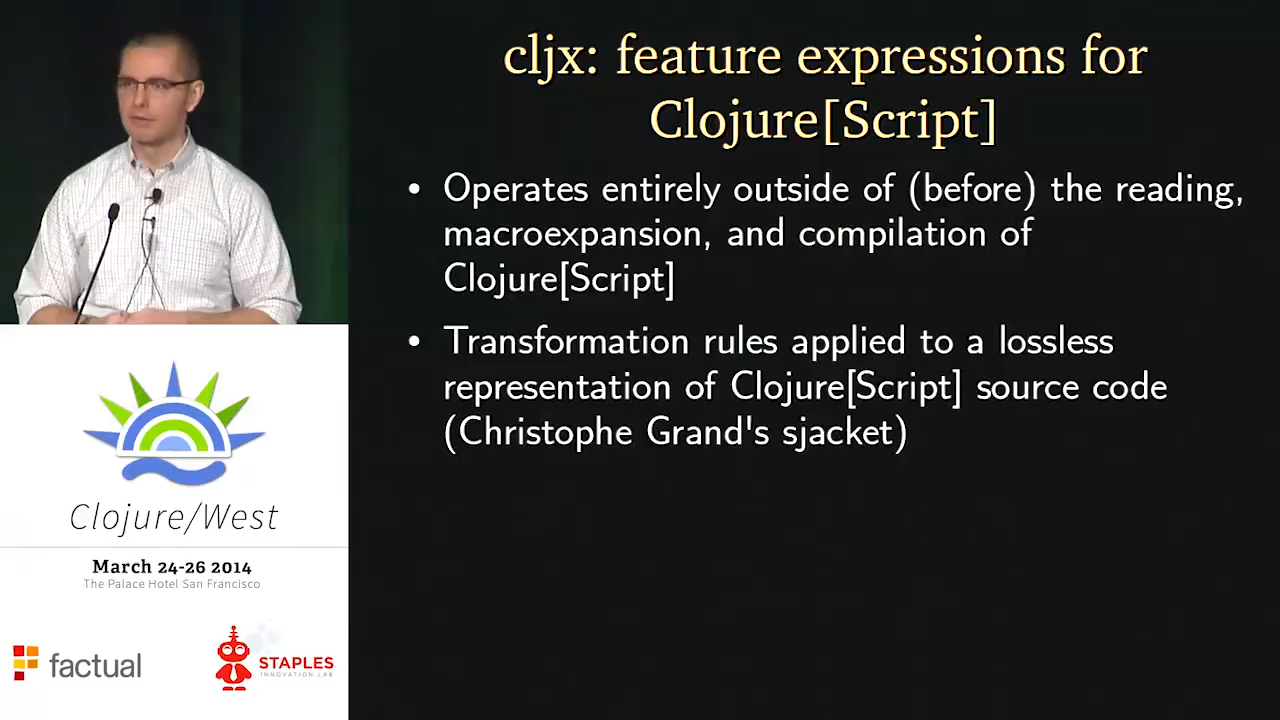 cljx: feature expressions for
Clojure[Script]
• Operates entirely outside of (before) the reading,
macroexpansion, and compilation of
Clojure[Script]
• Transformation rules applied to a lossless
representation of Clojure[Script] source code
(Christophe Grand's sjacket)
Clojure/West
March 24-26 2014
The Palace Hotel San Francisco
factual
STAPLES
INNOVATION LAB